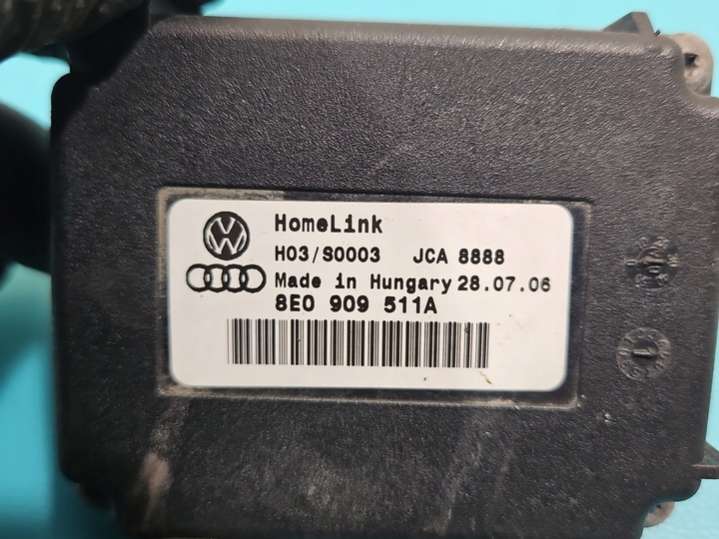 HomeLink
H03/S0003 JCA 8888
Made in Hungary 28.07.06
8E0 909 511A